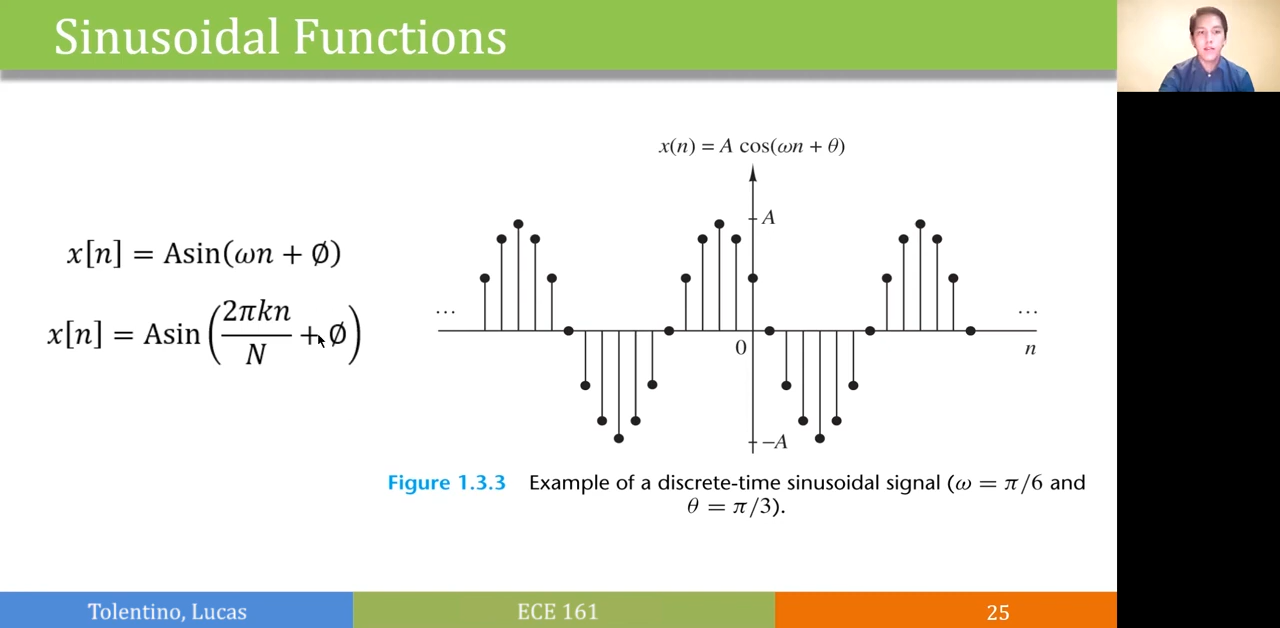 Sinusoidal Functions
x(n) = A cos(ωn + θ)
A
x[n] = Asin(ωn + Ø)
x[n] = Asin(2πkn/N + Ø)
... ...
0 n
−A
Figure 1.3.3 Example of a discrete-time sinusoidal signal (ω = π/6 and
θ = π/3).
Tolentino, Lucas ECE 161 25